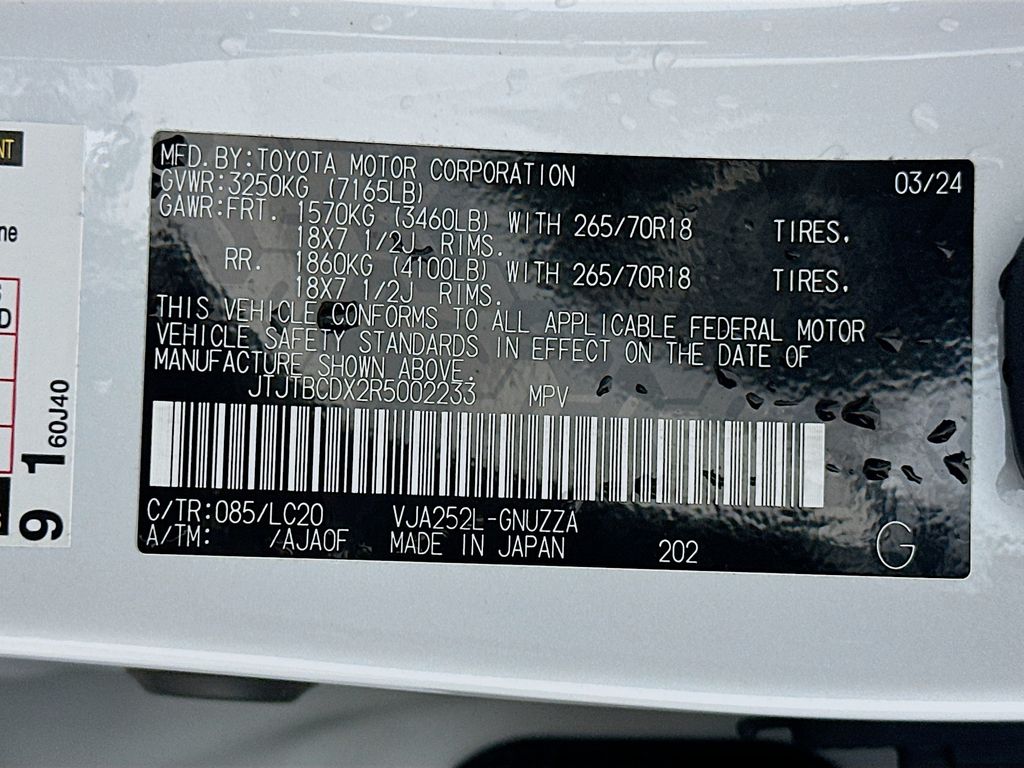 MFD.BY:TOYOTA MOTOR CORPORATION 03/24
GVWR:3250KG (7165LB)
GAWR:FRT. 1570KG (3460LB) WITH 265/70R18 TIRES.
18X7 1/2J RIMS.
RR. 1860KG (4100LB) WITH 265/70R18 TIRES.
18X7 1/2J RIMS.
THIS VEHICLE CONFORMS TO ALL APPLICABLE FEDERAL MOTOR
VEHICLE SAFETY STANDARDS IN EFFECT ON THE DATE OF
MANUFACTURE SHOWN ABOVE.
JTJTBCDX2R5002233 MPV
C/TR:085/LC20 VJA252L-GNUZZA
A/TM: /AJA0F MADE IN JAPAN 202 G
91 60J40